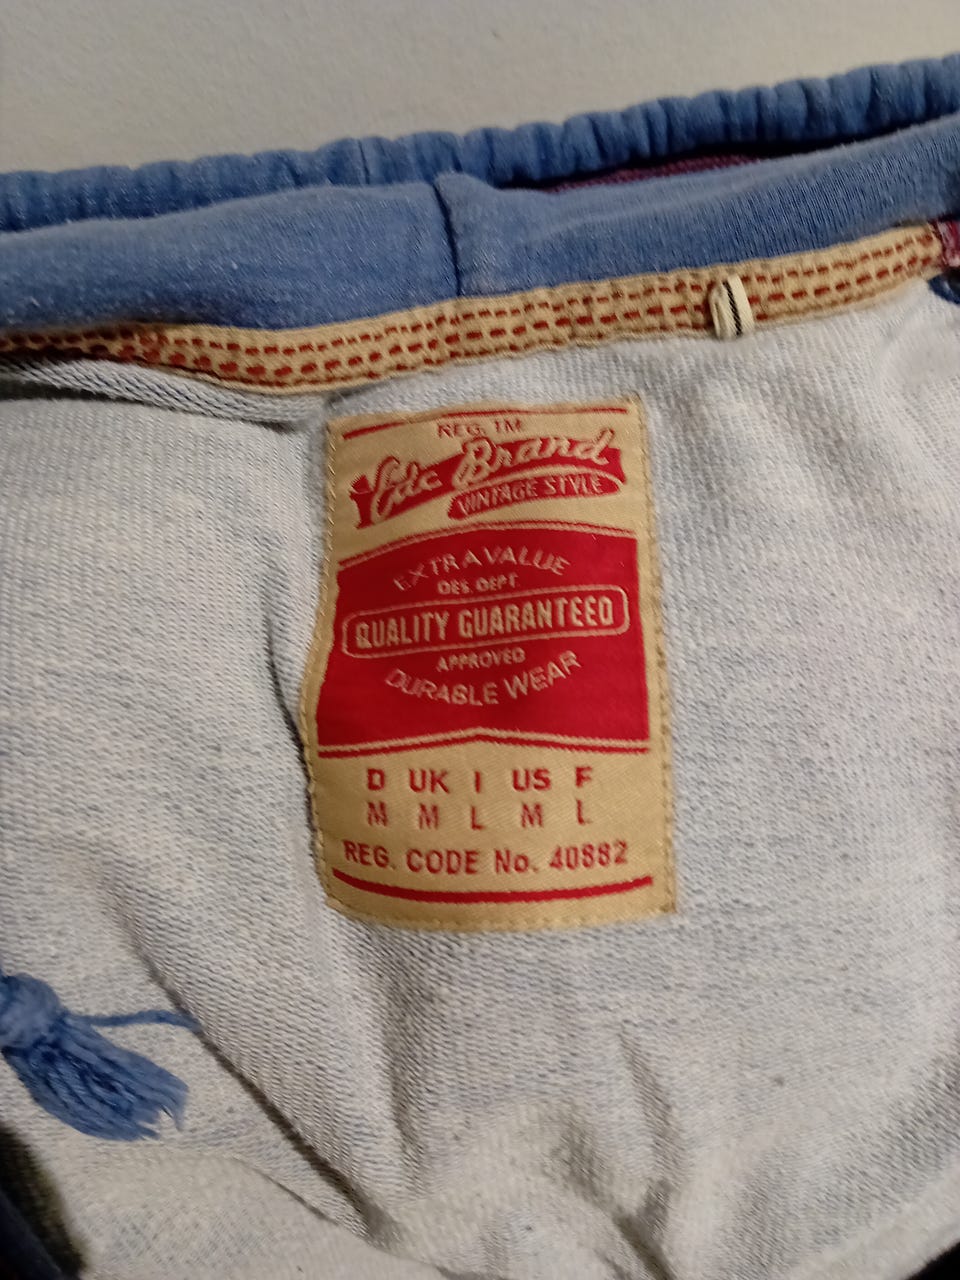 REG. TM
edc Brand
VINTAGE STYLE
EXTRA VALUE
DES. DEPT.
QUALITY GUARANTEED
APPROVED
DURABLE WEAR
D UK I US F
M M L M L
REG. CODE No. 40882